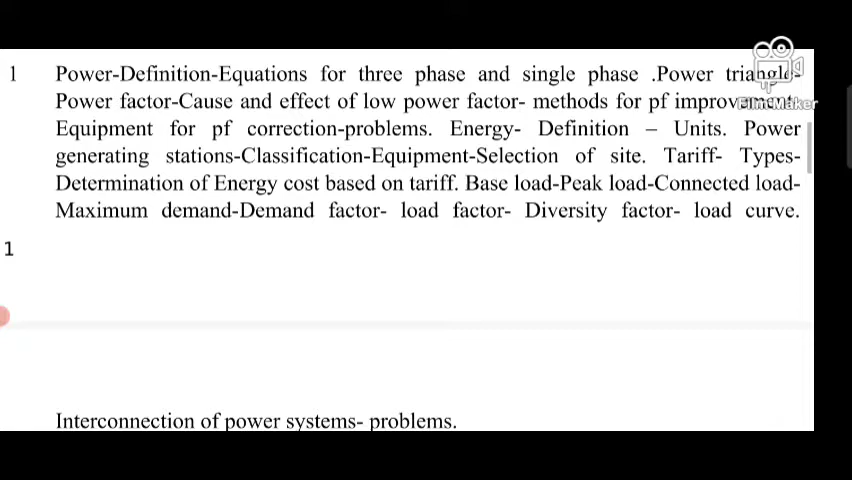 1 Power-Definition-Equations for three phase and single phase .Power triangle-
Power factor-Cause and effect of low power factor- methods for pf improvement-
Equipment for pf correction-problems. Energy- Definition – Units. Power
generating stations-Classification-Equipment-Selection of site. Tariff- Types-
Determination of Energy cost based on tariff. Base load-Peak load-Connected load-
Maximum demand-Demand factor- load factor- Diversity factor- load curve.
1
Interconnection of power systems- problems.
FilmMaker